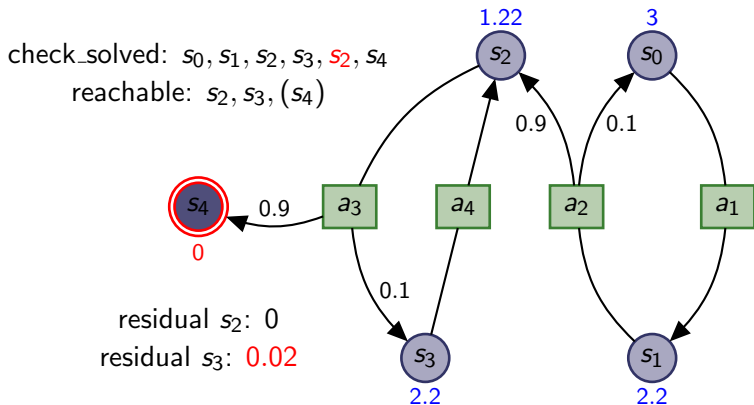 1.22
3
check_solved: s₀, s₁, s₂, s₃, s₂, s₄
s₂
s₀
reachable: s₂, s₃, (s₄)
0.9
0.1
s₄
0.9
a₃
a₄
a₂
a₁
0
0.1
residual s₂: 0
residual s₃: 0.02
s₃
s₁
2.2
2.2